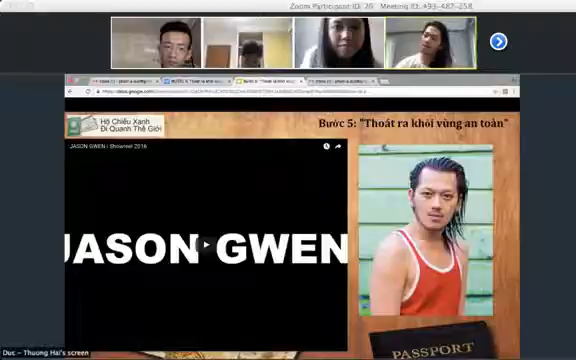 Zoom Participant ID: 20 Meeting ID: 493-487-258
Hộ Chiếu Xanh
Đi Quanh Thế Giới
Bước 5: "Thoát ra khỏi vùng an toàn"
JASON GWEN | Showreel 2016
JASON GWEN
PASSPORT
Duc - Thuong Hai's screen